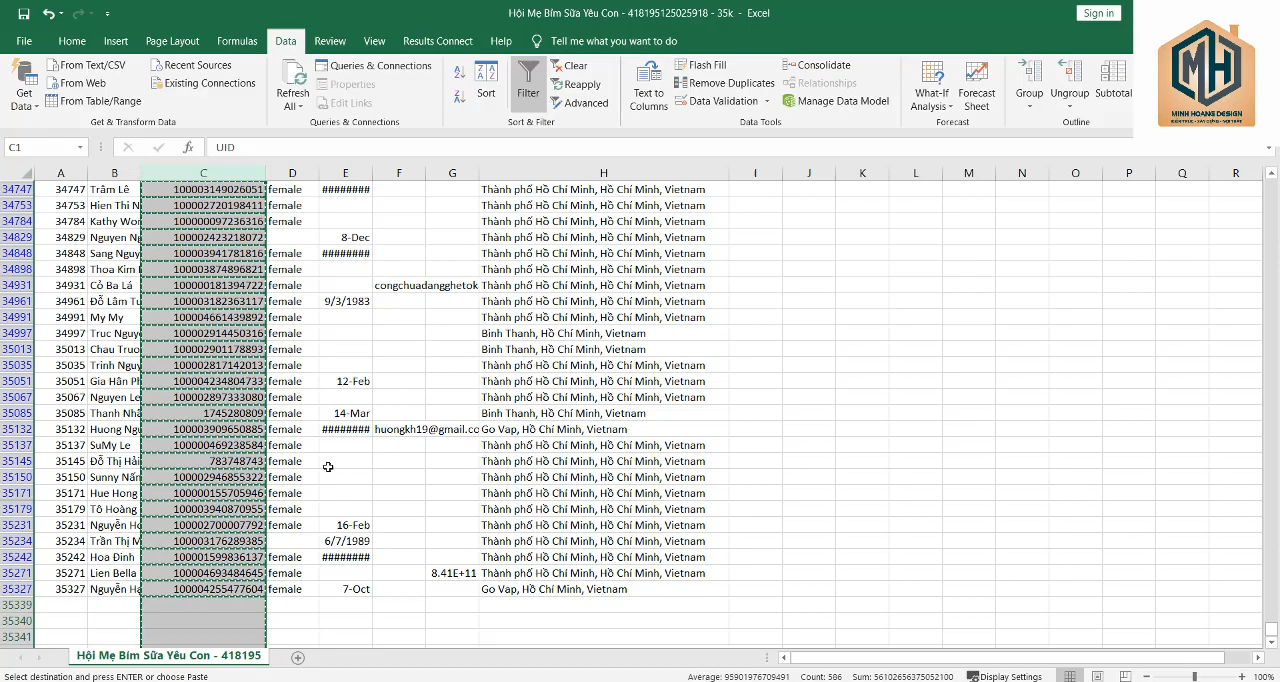 Hội Mẹ Bỉm Sữa Yêu Con - 418195125025918 - 35k - Excel
Sign in
File Home Insert Page Layout Formulas Data Review View Results Connect Help Tell me what you want to do
From Text/CSV Recent Sources Queries & Connections Clear Flash Fill Consolidate
From Web Existing Connections Properties Reapply Remove Duplicates Relationships
From Table/Range Edit Links Advanced Data Validation Manage Data Model
Get Data Refresh All Sort Filter Text to Columns What-If Analysis Forecast Sheet Group Ungroup Subtotal
Get & Transform Data Queries & Connections Sort & Filter Data Tools Forecast Outline
MH
MINH HOANG DESIGN
C1 fx UID
A B C D E F G H I J K L M N O P Q R
34747 34747 Trâm Lê 100003149026051 female ######## Thành phố Hồ Chí Minh, Hồ Chí Minh, Vietnam
34753 34753 Hien Thi N 100002720198411 female Thành phố Hồ Chí Minh, Hồ Chí Minh, Vietnam
34784 34784 Kathy Wor 100000097236316 female Thành phố Hồ Chí Minh, Hồ Chí Minh, Vietnam
34829 34829 Nguyen Ng 100002423218072 8-Dec Thành phố Hồ Chí Minh, Hồ Chí Minh, Vietnam
34848 34848 Sang Nguy 100003941781816 female ######## Thành phố Hồ Chí Minh, Hồ Chí Minh, Vietnam
34898 34898 Thoa Kim 100003874896821 female Thành phố Hồ Chí Minh, Hồ Chí Minh, Vietnam
34931 34931 Cỏ Ba Lá 100000181394722 female congchuadangghetok Thành phố Hồ Chí Minh, Hồ Chí Minh, Vietnam
34961 34961 Đỗ Lâm Tu 100003182363117 female 9/3/1983 Thành phố Hồ Chí Minh, Hồ Chí Minh, Vietnam
34991 34991 My My 100004661439892 female Thành phố Hồ Chí Minh, Hồ Chí Minh, Vietnam
34997 34997 Truc Nguy 100002914450316 female Binh Thanh, Hồ Chí Minh, Vietnam
35013 35013 Chau Truo 100002901178893 female Binh Thanh, Hồ Chí Minh, Vietnam
35035 35035 Trinh Nguy 100002817142013 female Thành phố Hồ Chí Minh, Hồ Chí Minh, Vietnam
35051 35051 Gia Hân Ph 100004234804733 female 12-Feb Thành phố Hồ Chí Minh, Hồ Chí Minh, Vietnam
35067 35067 Nguyen Le 100002897333080 female Thành phố Hồ Chí Minh, Hồ Chí Minh, Vietnam
35085 35085 Thanh Nhã 1745280809 female 14-Mar Binh Thanh, Hồ Chí Minh, Vietnam
35132 35132 Huong Ngu 100003909650885 female ######## huongkh19@gmail.co Go Vap, Hồ Chí Minh, Vietnam
35137 35137 SuMy Le 100000469238584 female Thành phố Hồ Chí Minh, Hồ Chí Minh, Vietnam
35145 35145 Đỗ Thị Hải 783748743 female Thành phố Hồ Chí Minh, Hồ Chí Minh, Vietnam
35150 35150 Sunny Nấm 100002946855322 female Thành phố Hồ Chí Minh, Hồ Chí Minh, Vietnam
35171 35171 Hue Hong 100000155705946 female Thành phố Hồ Chí Minh, Hồ Chí Minh, Vietnam
35179 35179 Tô Hoàng 100003940870955 female Thành phố Hồ Chí Minh, Hồ Chí Minh, Vietnam
35231 35231 Nguyễn Hc 100002700007792 female 16-Feb Thành phố Hồ Chí Minh, Hồ Chí Minh, Vietnam
35234 35234 Trần Thị M 100003176289385 female 6/7/1989 Thành phố Hồ Chí Minh, Hồ Chí Minh, Vietnam
35242 35242 Hoa Đinh 100001599836137 female ######## Thành phố Hồ Chí Minh, Hồ Chí Minh, Vietnam
35271 35271 Lien Bella 100004693484645 female 8.41E+11 Thành phố Hồ Chí Minh, Hồ Chí Minh, Vietnam
35327 35327 Nguyễn Hạ 100004255477604 female 7-Oct Go Vap, Hồ Chí Minh, Vietnam
35339
35340
35341
Hội Mẹ Bỉm Sữa Yêu Con - 418195
Select destination and press ENTER or choose Paste Average: 95901976709491 Count: 586 Sum: 56102656375052100 Display Settings 100%